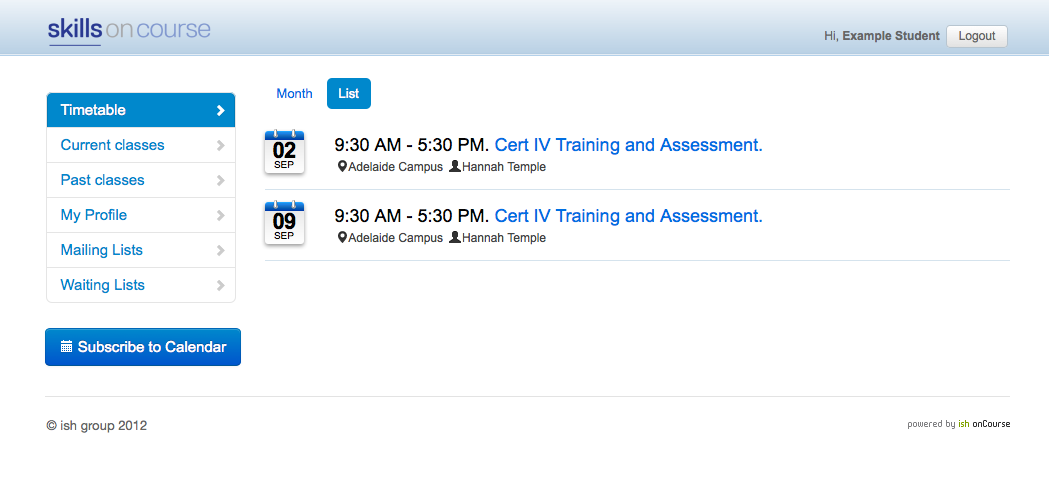 skillsoncourse
Hi, Example Student Logout
Timetable
Current classes
Past classes
My Profile
Mailing Lists
Waiting Lists
Subscribe to Calendar
Month List
02
SEP
9:30 AM - 5:30 PM. Cert IV Training and Assessment.
Adelaide Campus Hannah Temple
09
SEP
9:30 AM - 5:30 PM. Cert IV Training and Assessment.
Adelaide Campus Hannah Temple
© ish group 2012
powered by ish onCourse